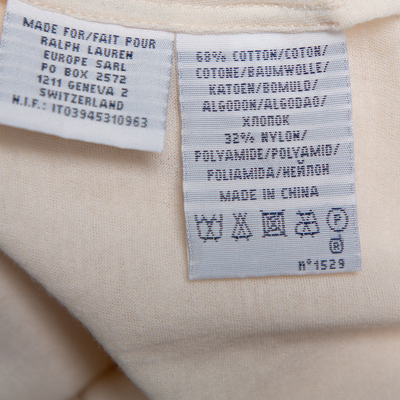 MADE FOR/FAIT POUR
RALPH LAUREN
EUROPE SARL
PO BOX 2572
1211 GENEVA 2
SWITZERLAND
N.I.F.: IT03945310963
68% COTTON/COTON/
COTONE/BAUMWOLLE/
KATOEN/BOMULD/
ALGODON/ALGODAO/
ХЛОПОК
32% NYLON/
POLYAMIDE/POLYAMID/
POLIAMIDA/НЕЙЛОН
MADE IN CHINA
P
R
N°1529